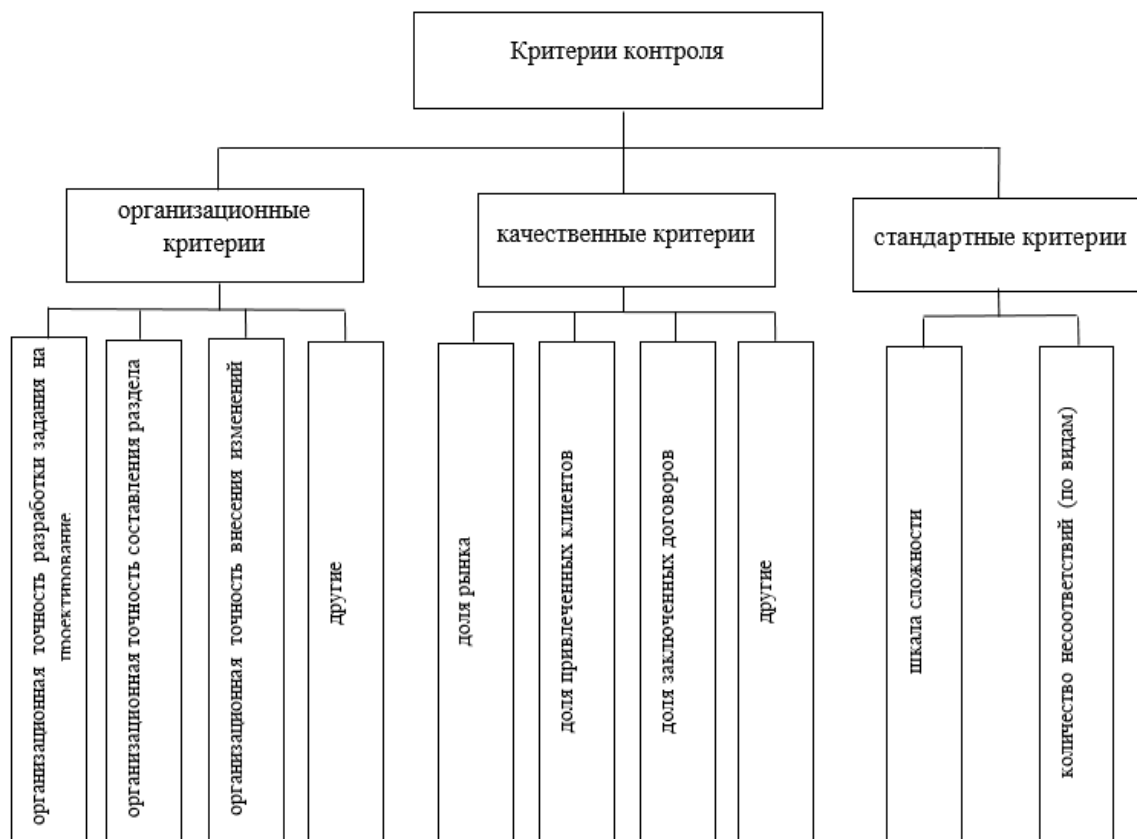 Критерии контроля
организационные
критерии
качественные критерии
стандартные критерии
организационная точность разработки задания на
проектирование
организационная точность составления раздела
организационная точность внесения изменений
другие
доля рынка
доля привлеченных клиентов
доля заключенных договоров
другие
шкала сложности
количество несоответствий (по видам)